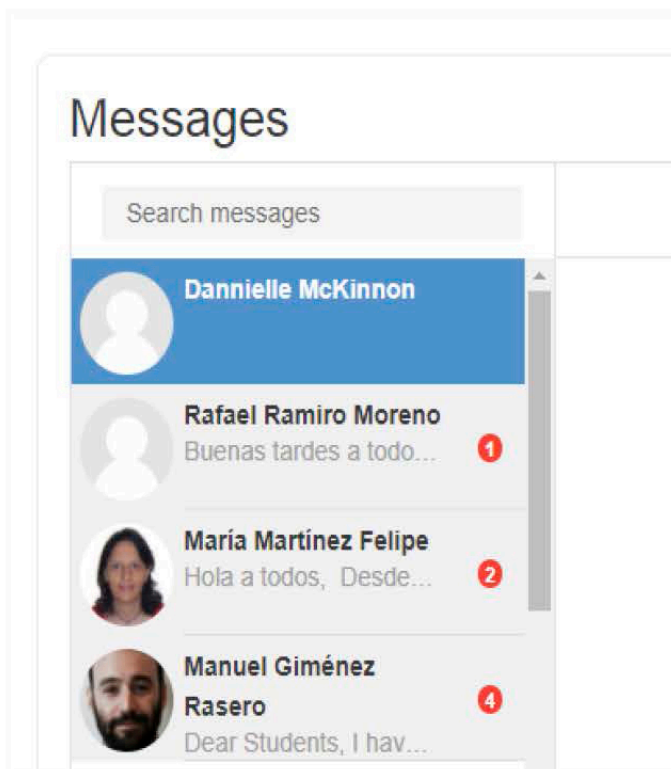 Messages
Search messages
Dannielle McKinnon
Rafael Ramiro Moreno
Buenas tardes a todo...
1
María Martínez Felipe
Hola a todos, Desde...
2
Manuel Giménez
Rasero
4
Dear Students, I hav...